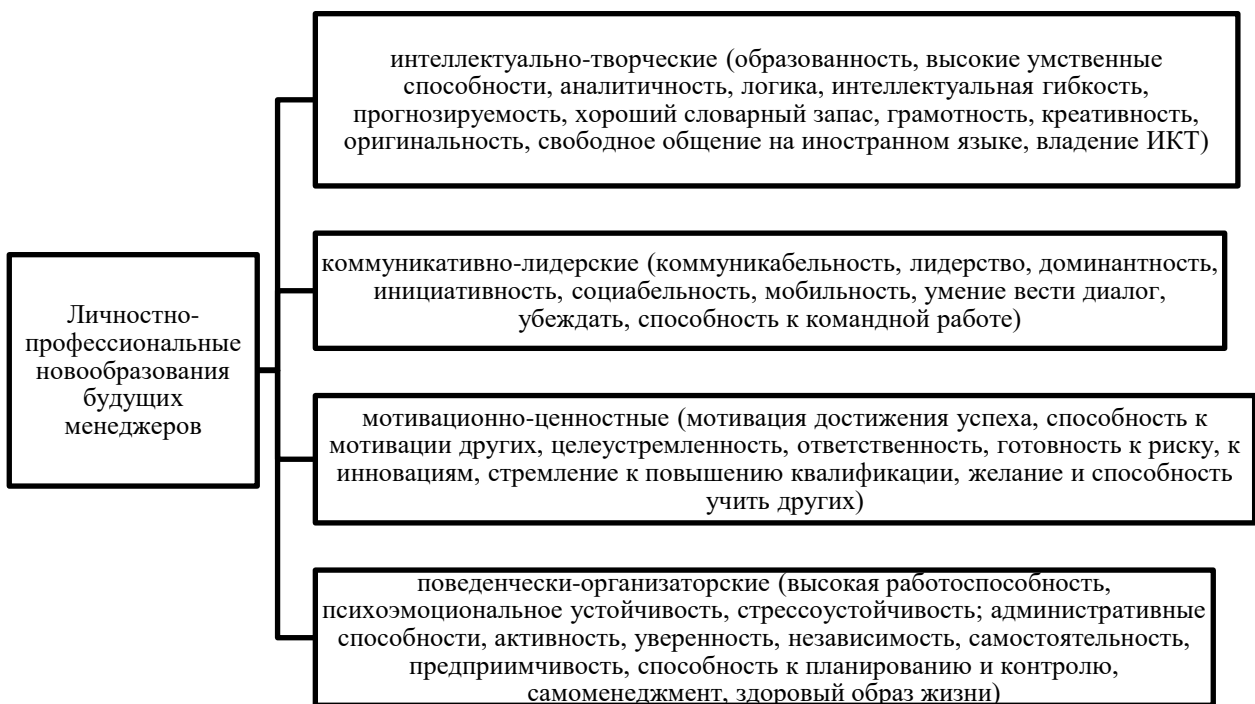 Личностно-
профессиональные
новообразования
будущих
менеджеров
интеллектуально-творческие (образованность, высокие умственные
способности, аналитичность, логика, интеллектуальная гибкость,
прогнозируемость, хороший словарный запас, грамотность, креативность,
оригинальность, свободное общение на иностранном языке, владение ИКТ)
коммуникативно-лидерские (коммуникабельность, лидерство, доминантность,
инициативность, социабельность, мобильность, умение вести диалог,
убеждать, способность к командной работе)
мотивационно-ценностные (мотивация достижения успеха, способность к
мотивации других, целеустремленность, ответственность, готовность к риску, к
инновациям, стремление к повышению квалификации, желание и способность
учить других)
поведенчески-организаторские (высокая работоспособность,
психоэмоциональное устойчивость, стрессоустойчивость; административные
способности, активность, уверенность, независимость, самостоятельность,
предприимчивость, способность к планированию и контролю,
самоменеджмент, здоровый образ жизни)